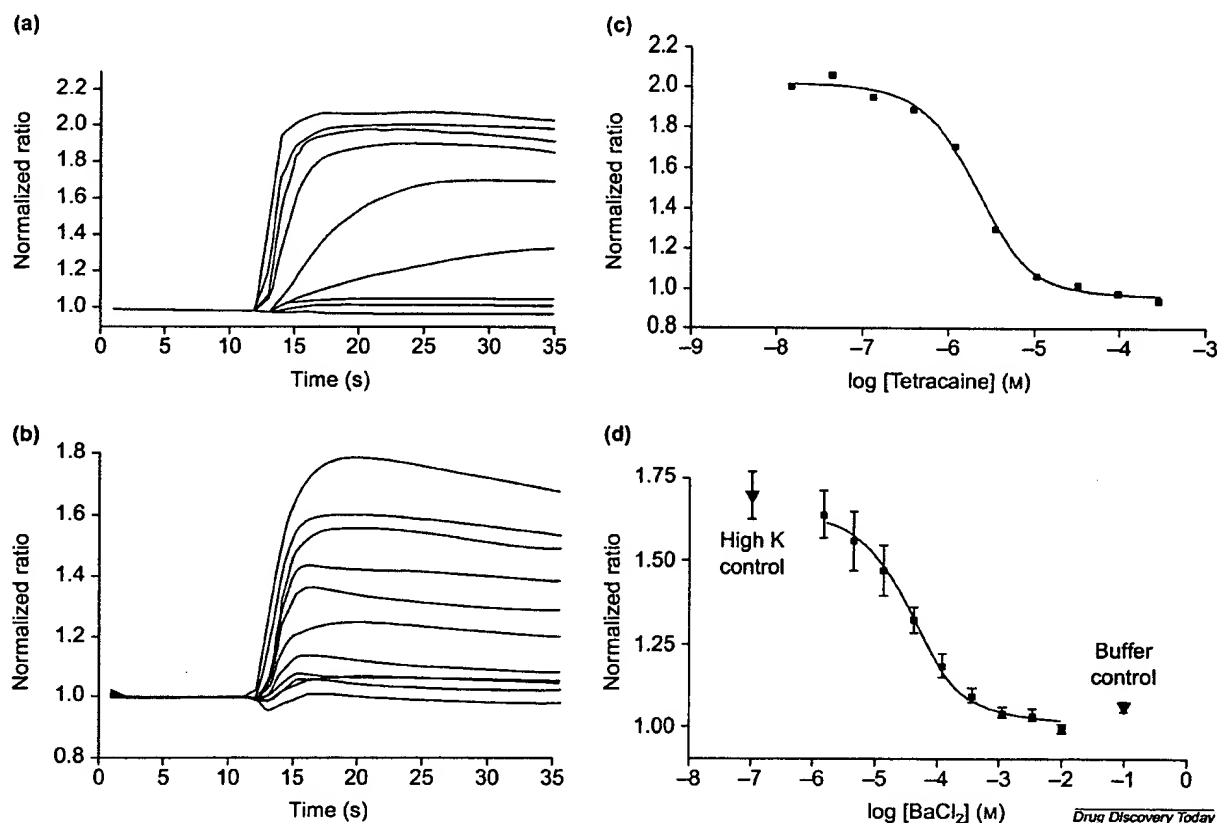 (a)
Normalized ratio
2.2
2.0
1.8
1.6
1.4
1.2
1.0
0 5 10 15 20 25 30 35
Time (s)
(c)
Normalized ratio
2.2
2.0
1.8
1.6
1.4
1.2
1.0
0.8
–9 –8 –7 –6 –5 –4 –3
log [Tetracaine] (M)
(b)
Normalized ratio
1.8
1.6
1.4
1.2
1.0
0.8
0 5 10 15 20 25 30 35
Time (s)
(d)
Normalized ratio
1.75
1.50
1.25
1.00
High K
control
Buffer
control
–8 –7 –6 –5 –4 –3 –2 –1 0
log [BaCl₂] (M)
Drug Discovery Today